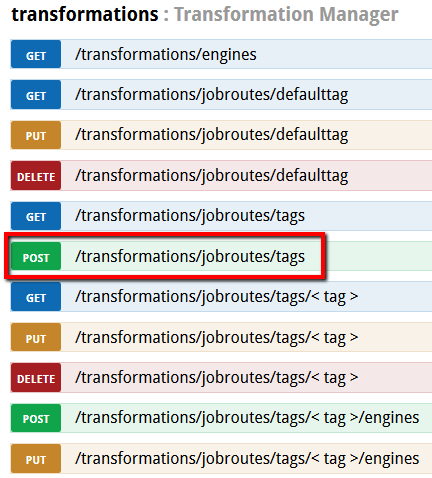 transformations : Transformation Manager
GET /transformations/engines
GET /transformations/jobroutes/defaulttag
PUT /transformations/jobroutes/defaulttag
DELETE /transformations/jobroutes/defaulttag
GET /transformations/jobroutes/tags
POST /transformations/jobroutes/tags
GET /transformations/jobroutes/tags/< tag >
PUT /transformations/jobroutes/tags/< tag >
DELETE /transformations/jobroutes/tags/< tag >
POST /transformations/jobroutes/tags/< tag >/engines
PUT /transformations/jobroutes/tags/< tag >/engines